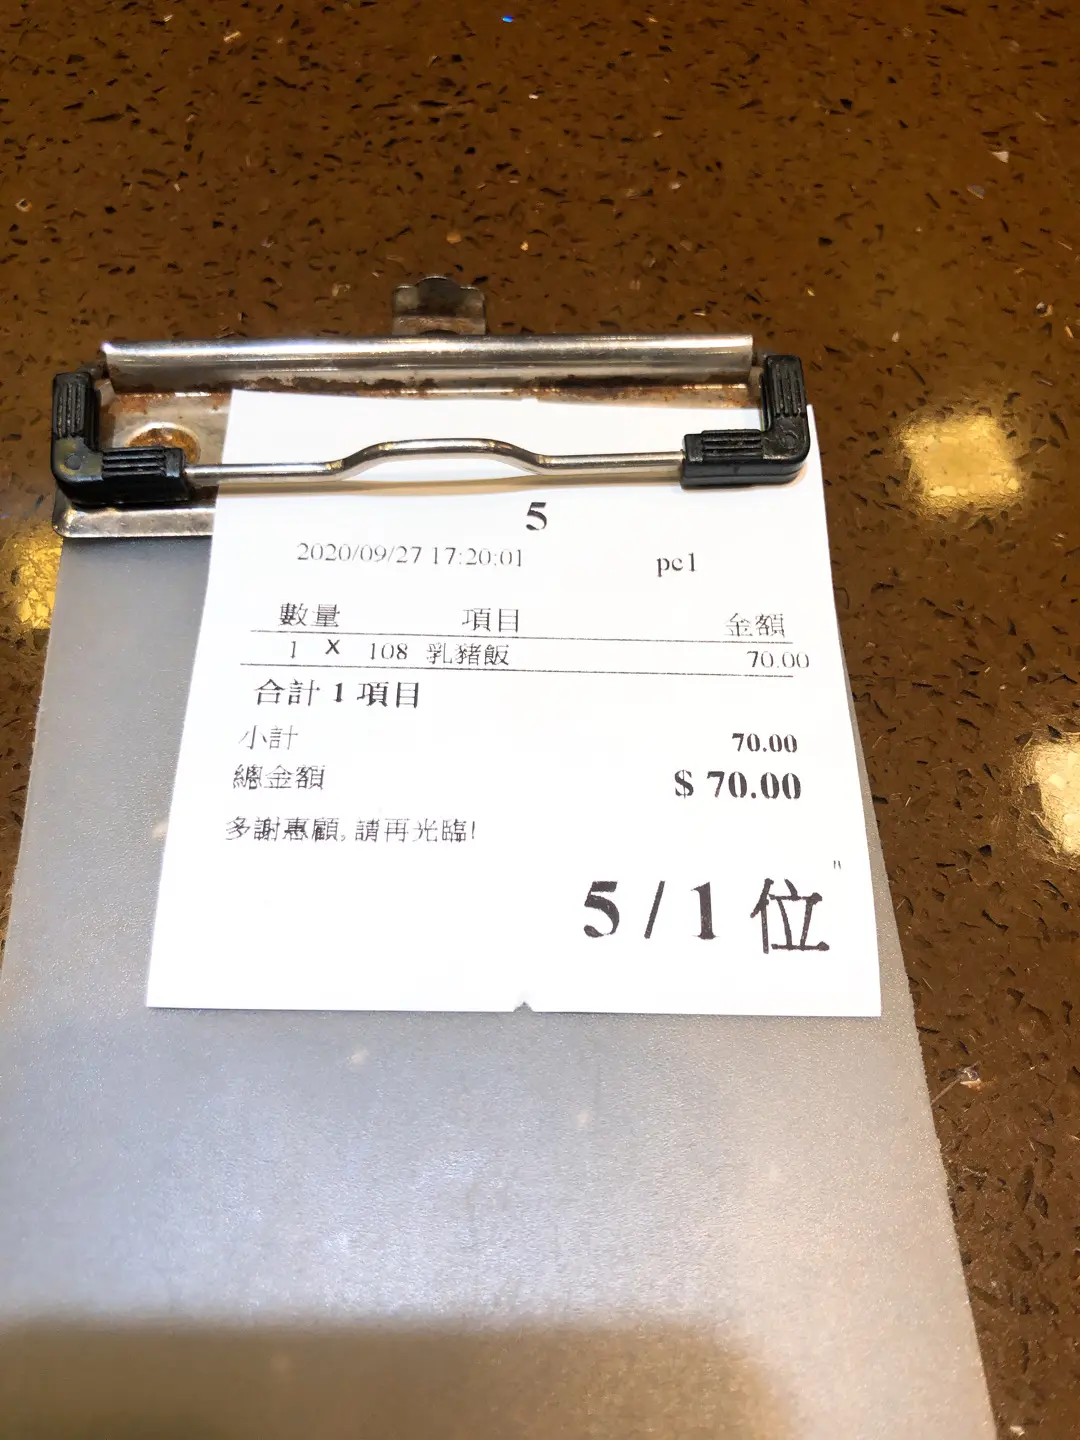 5
2020/09/27 17:20:01 pc1
數量 項目 金額
1 X 108 乳豬飯 70.00
合計 1 項目
小計 70.00
總金額 $ 70.00
多謝惠顧, 請再光臨!
5 / 1 位